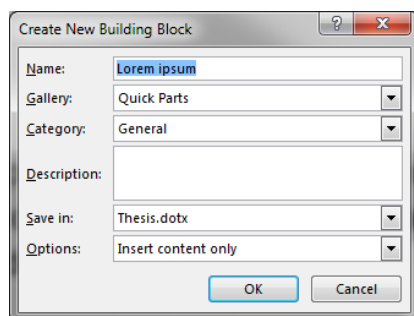 Create New Building Block
Name: Lorem ipsum
Gallery: Quick Parts
Category: General
Description:
Save in: Thesis.dotx
Options: Insert content only
OK Cancel